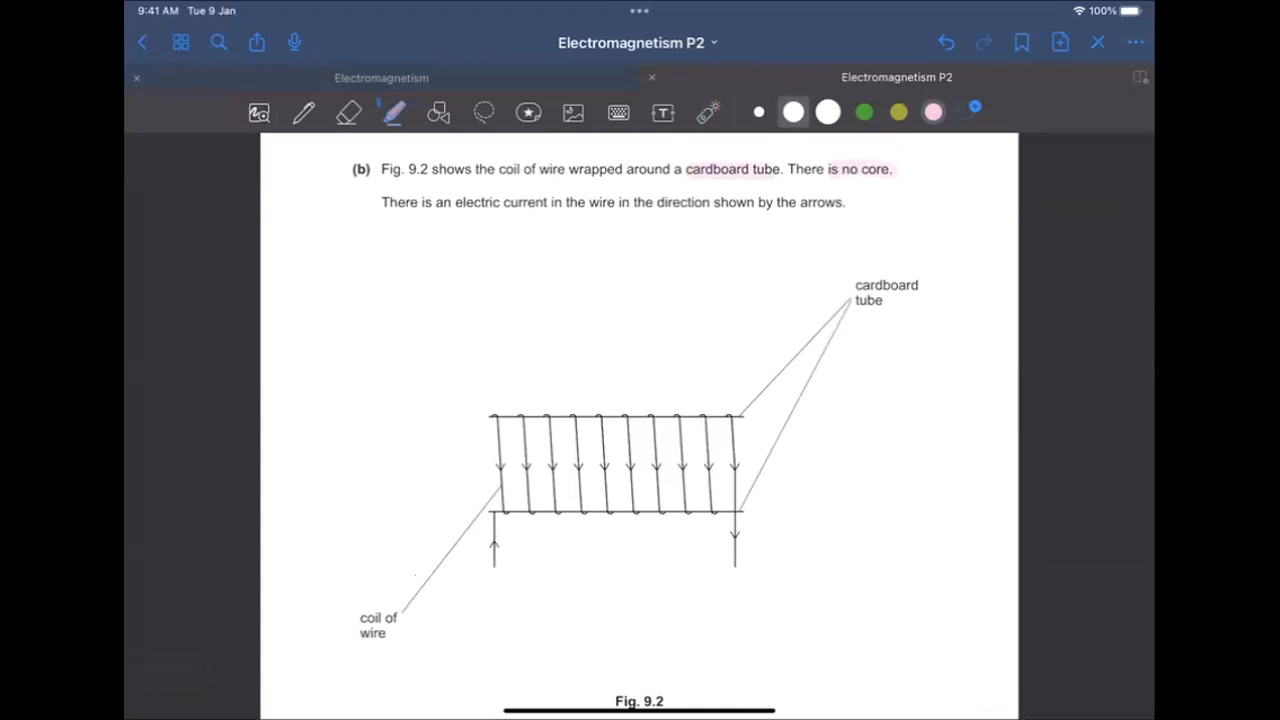 9:41 AM Tue 9 Jan
100%
Electromagnetism P2
Electromagnetism
Electromagnetism P2
T
(b) Fig. 9.2 shows the coil of wire wrapped around a cardboard tube. There is no core.
There is an electric current in the wire in the direction shown by the arrows.
cardboard
tube
coil of
wire
Fig. 9.2